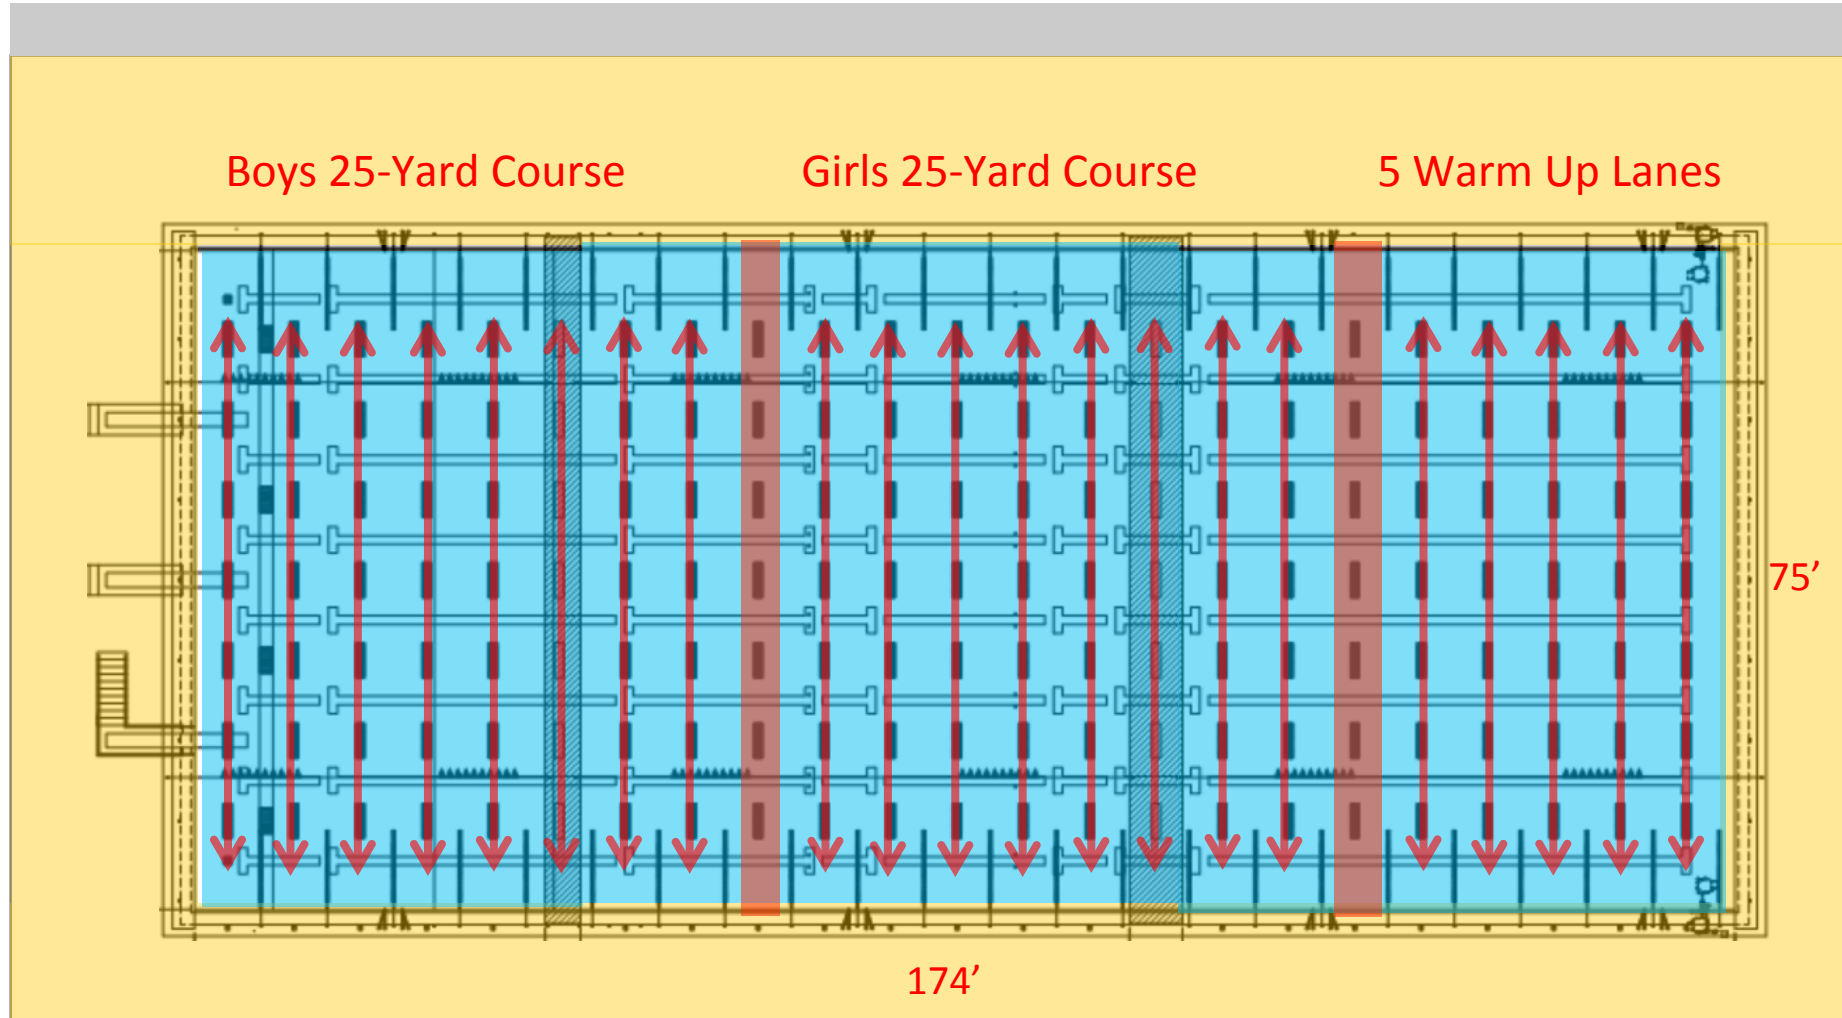 Boys 25-Yard Course
Girls 25-Yard Course
5 Warm Up Lanes
75’
174’